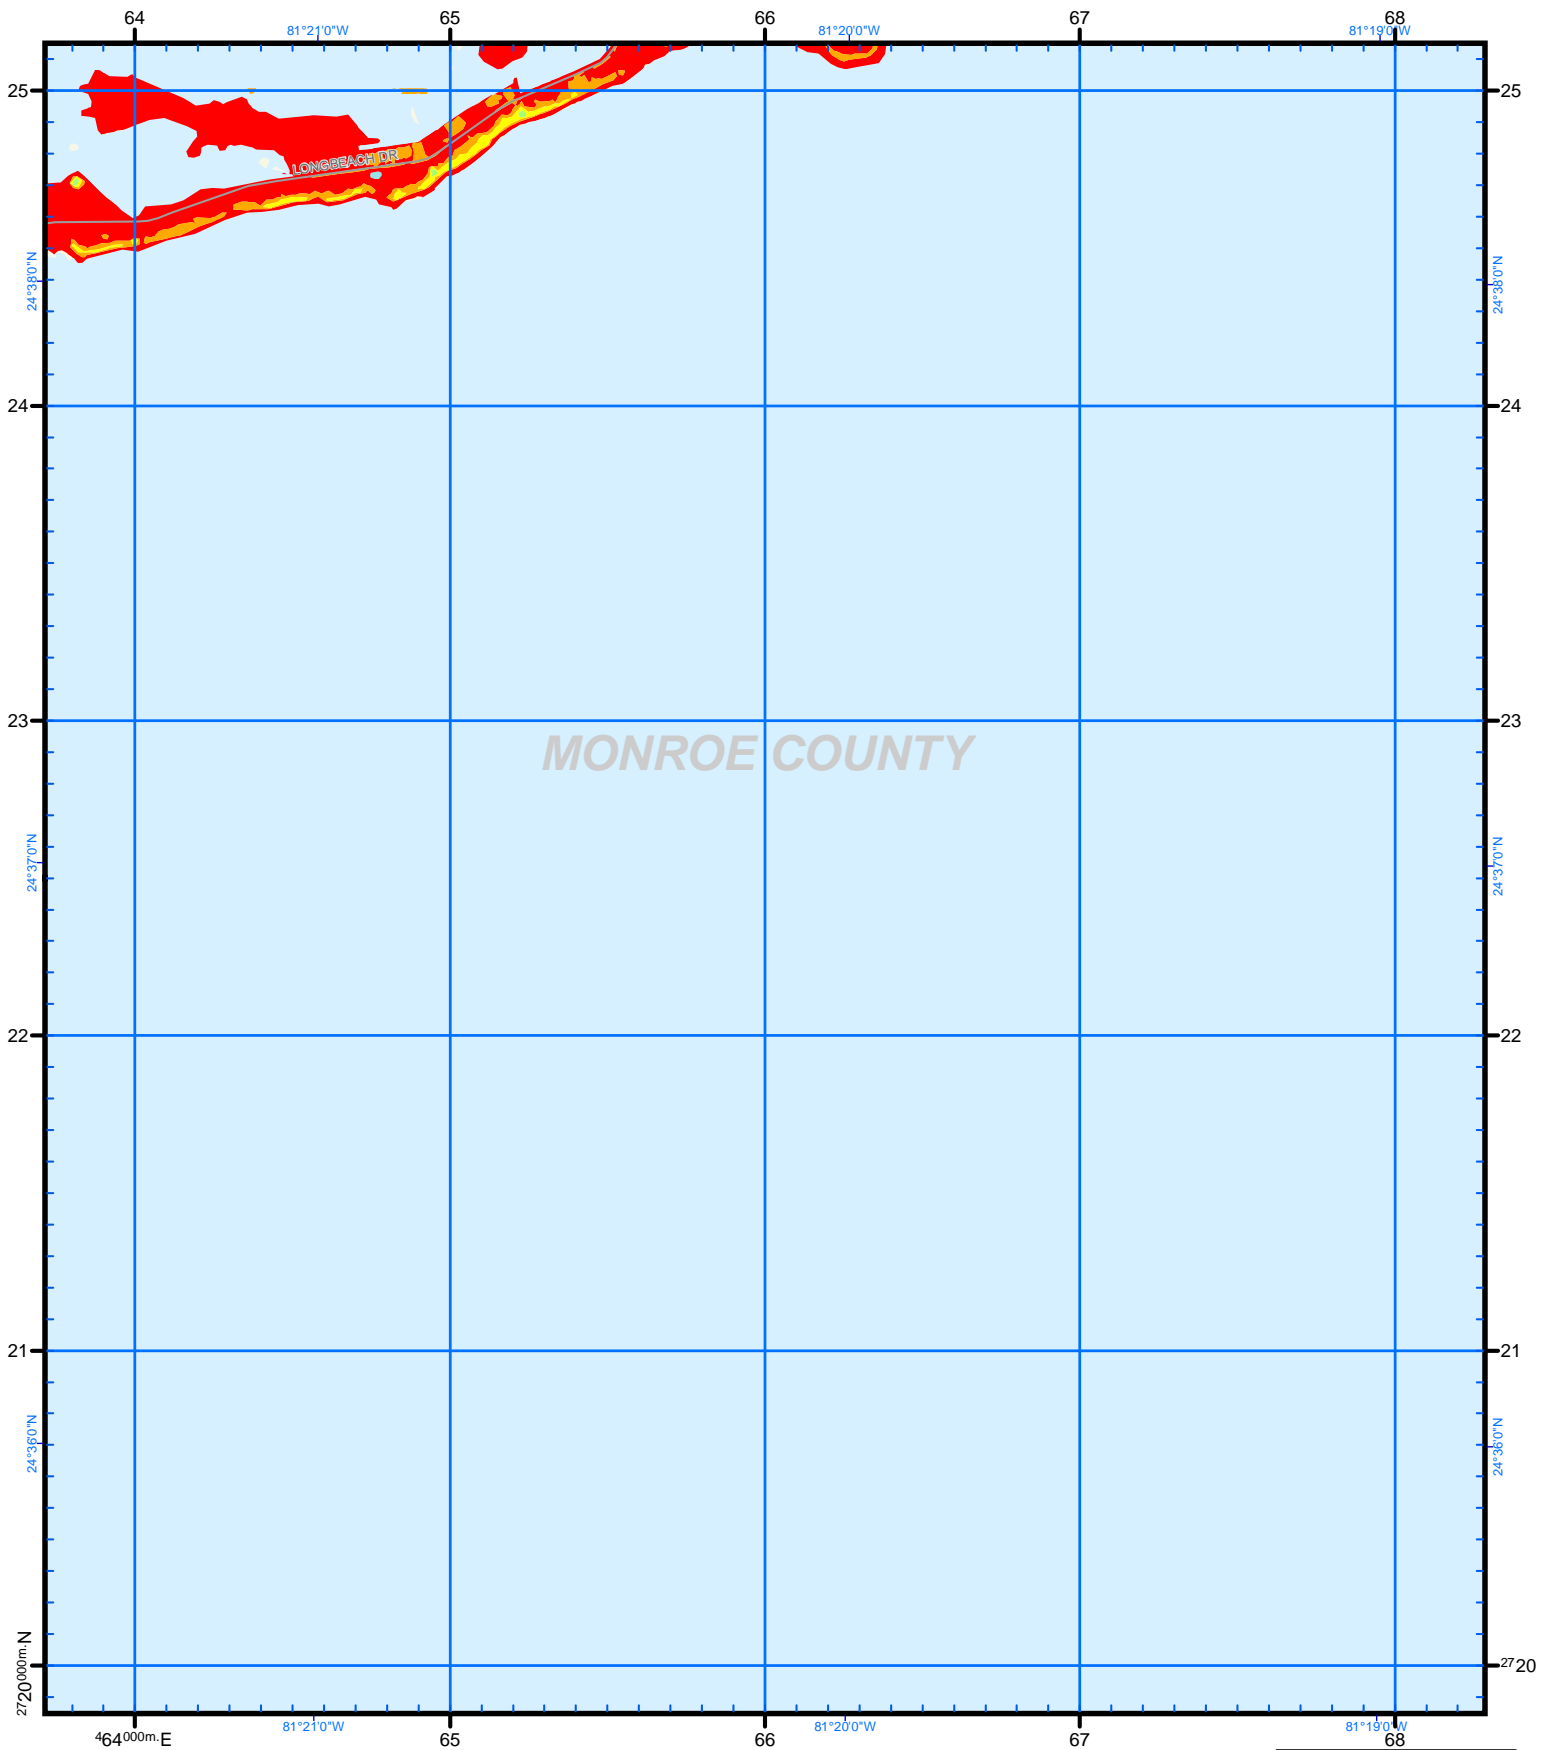 64 65 66 67 68
81°21'0"W 81°20'0"W 81°19'0"W
25 25
LONGBEACH DR
24°38'0"N 24°38'0"N
24 24
23 23
MONROE COUNTY
24°37'0"N 24°37'0"N
22 22
21 21
24°36'0"N 24°36'0"N
2720000m.N 2720
81°21'0"W 81°20'0"W 81°19'0"W
464000m.E 65 66 67 68